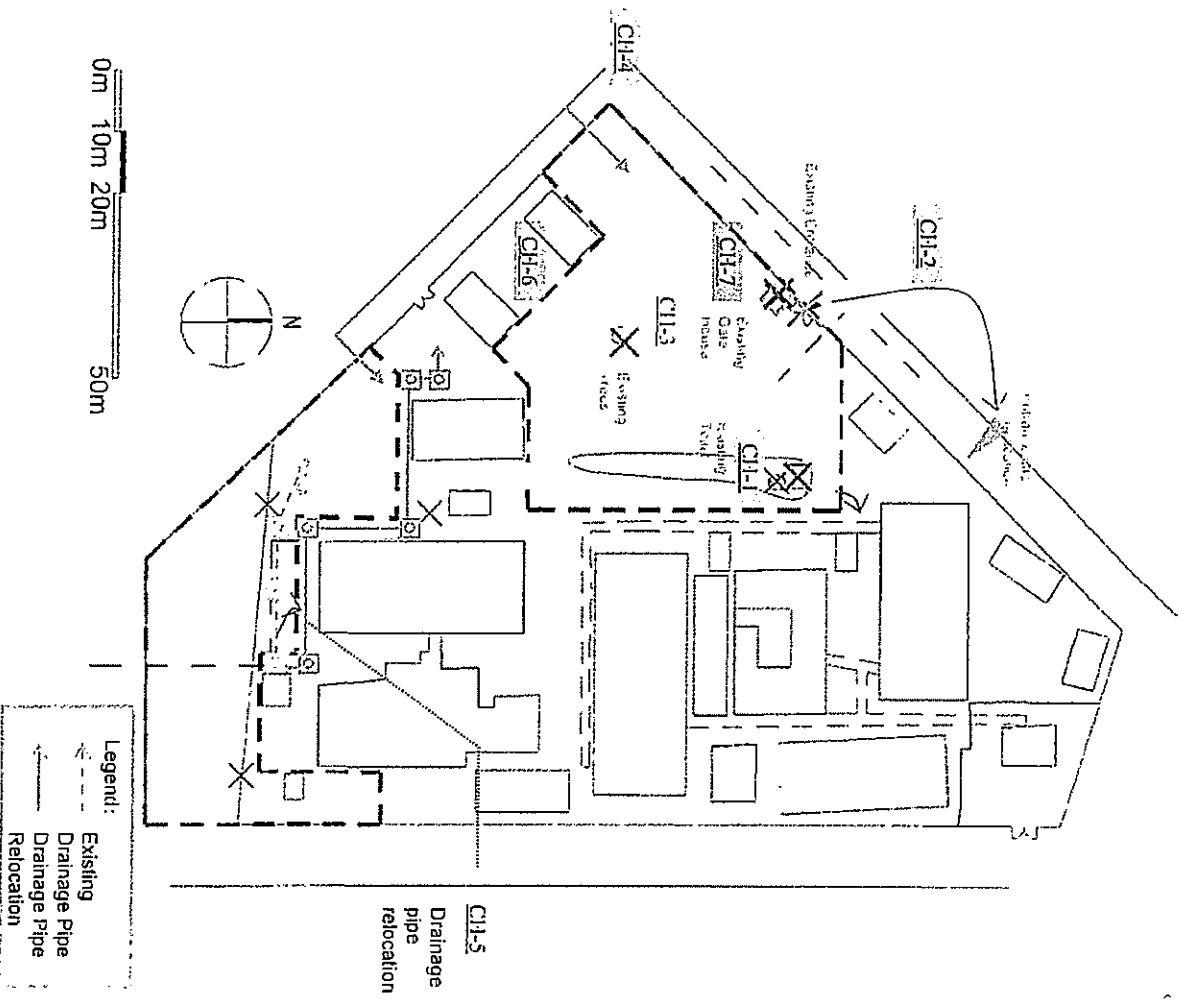 CH-4
CH-2
CH-7
Existing
Gate
CH-3
Existing
CH-6
CH-1
N
0m 10m 20m 50m
CH-5
Drainage
pipe
relocation
Legend:
Existing
Drainage Pipe
Drainage Pipe
Relocation